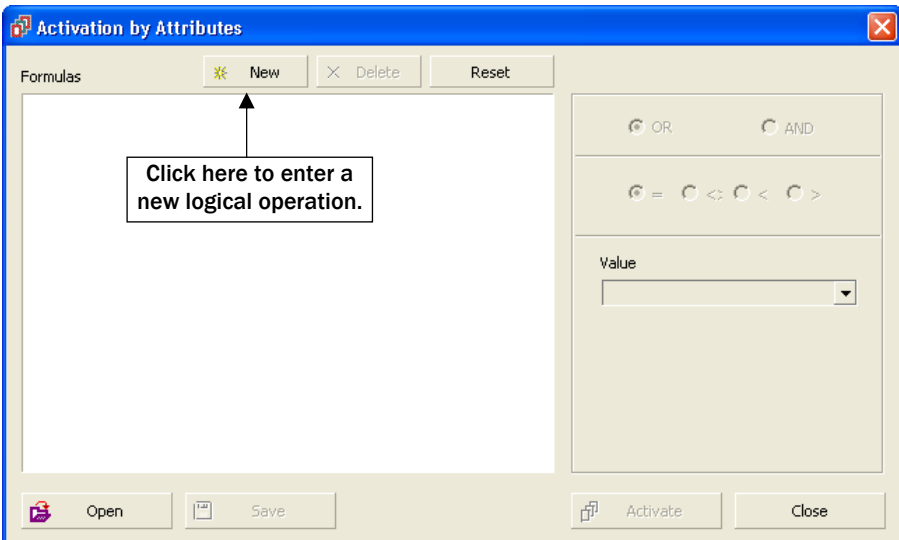 Activation by Attributes
Formulas
New
Delete
Reset
OR
AND
Click here to enter a
new logical operation.
=
<>
<
>
Value
Open
Save
Activate
Close